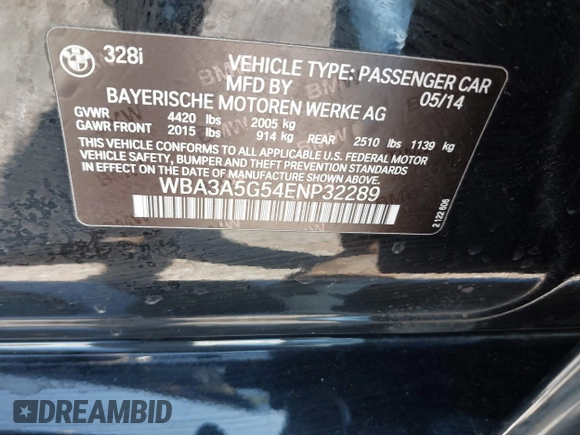 328i
VEHICLE TYPE: PASSENGER CAR
MFD BY 05/14
BAYERISCHE MOTOREN WERKE AG
GVWR 4420 lbs 2005 kg
GAWR FRONT 2015 lbs 914 kg REAR 2510 lbs 1139 kg
THIS VEHICLE CONFORMS TO ALL APPLICABLE U.S. FEDERAL MOTOR
VEHICLE SAFETY, BUMPER AND THEFT PREVENTION STANDARDS
IN EFFECT ON THE DATE OF MANUFACTURE SHOWN ABOVE.
WBA3A5G54ENP32289
2 122 606
DREAMBID